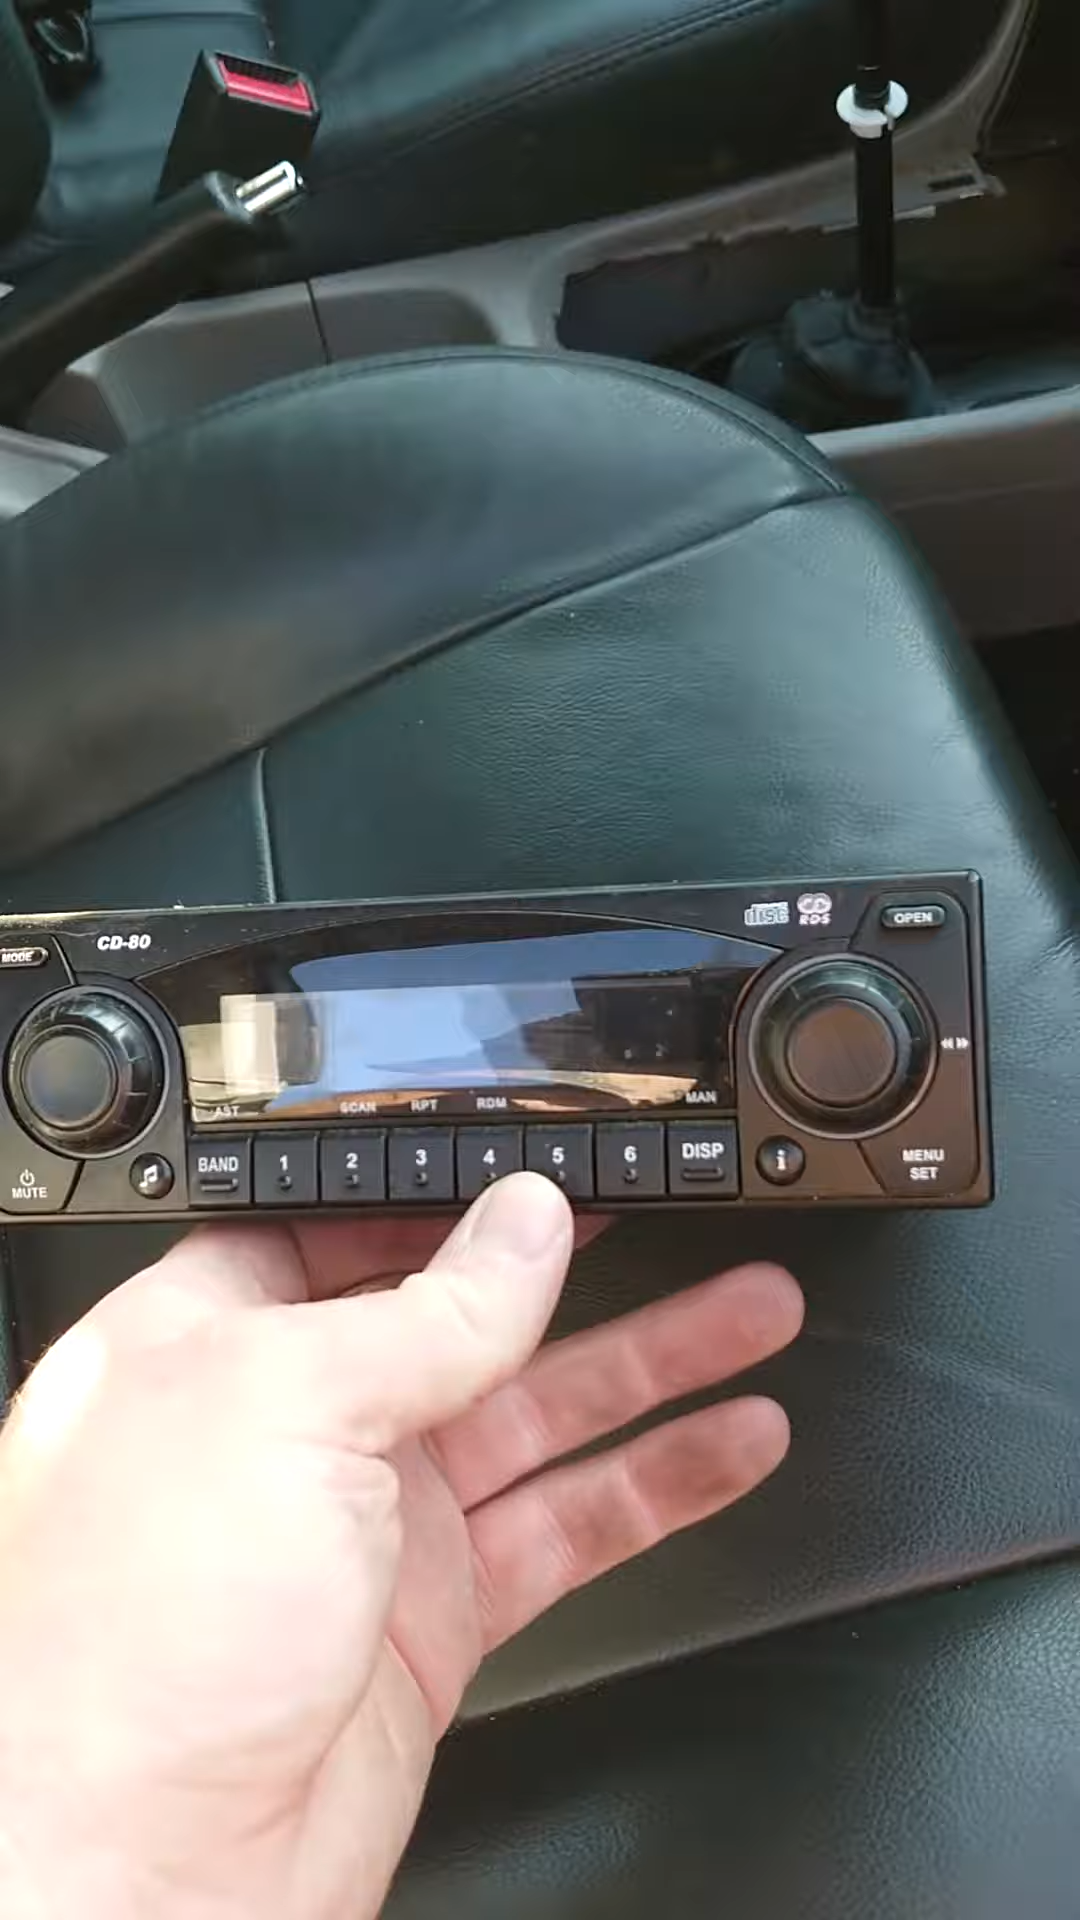 CD-80
disc
RDS
OPEN
MODE
AST
SCAN
RPT
RDM
MAN
BAND
1
2
3
4
5
6
DISP
i
MUTE
MENU
SET